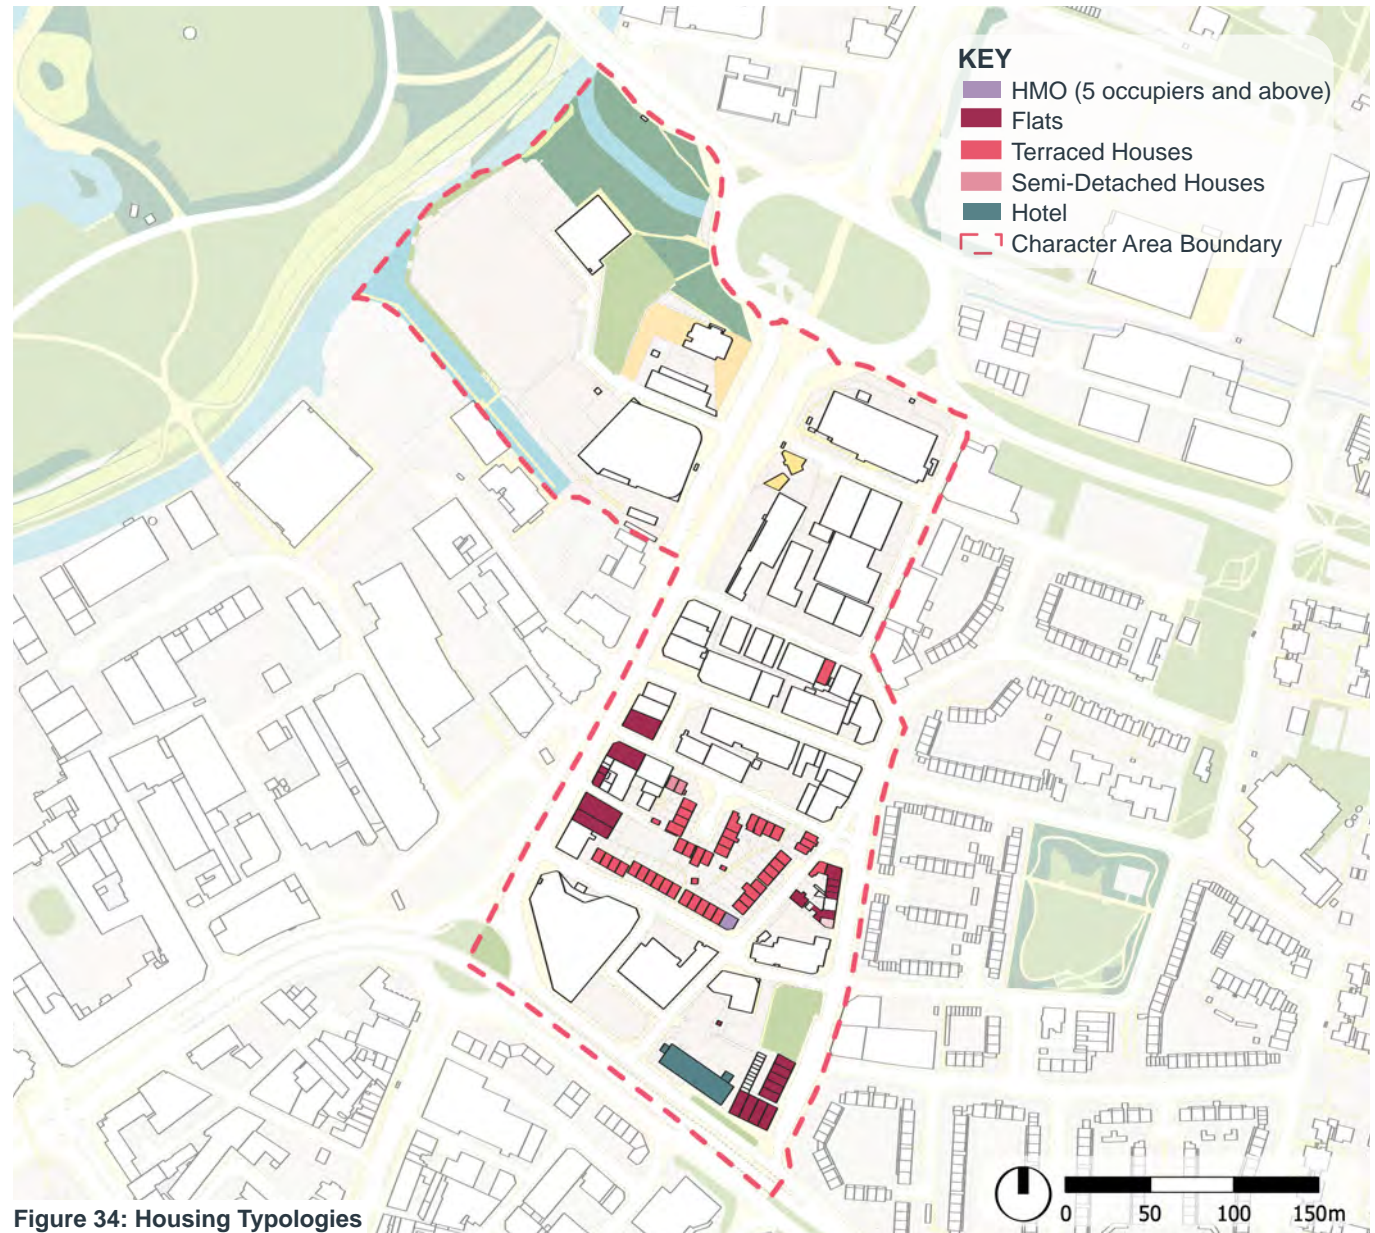 KEY
HMO (5 occupiers and above)
Flats
Terraced Houses
Semi-Detached Houses
Hotel
Character Area Boundary
0 50 100 150m
Figure 34: Housing Typologies